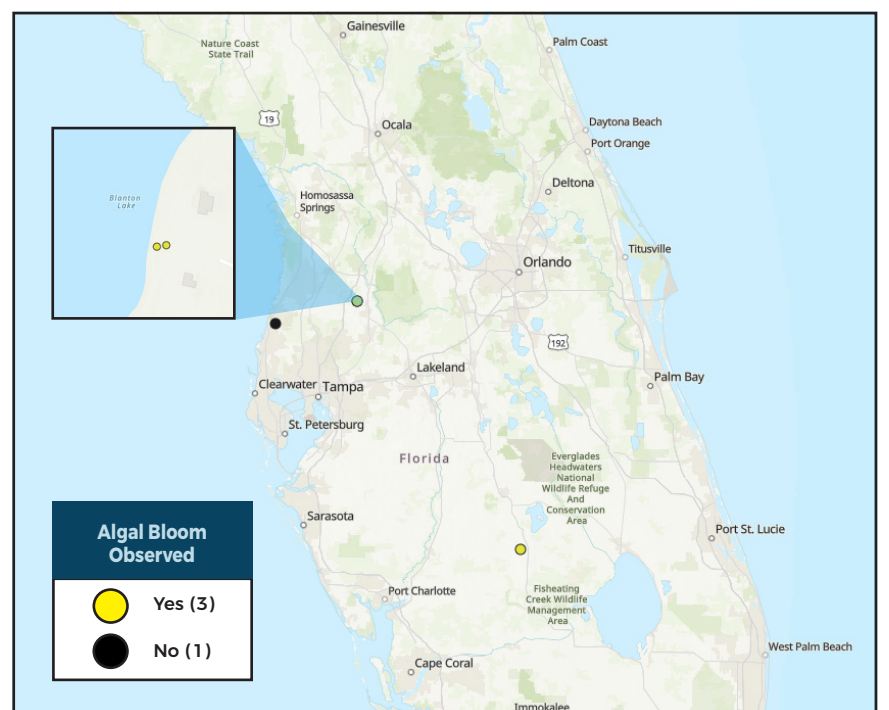 Gainesville
Palm Coast
Nature Coast
State Trail
19
Ocala
Daytona Beach
Port Orange
Deltona
Homosassa
Springs
Blanton
Lake
Titusville
Orlando
192
Lakeland
Palm Bay
Clearwater
Tampa
St. Petersburg
Florida
Everglades
Headwaters
National
Wildlife Refuge
And
Conservation
Area
Sarasota
Port St. Lucie
Algal Bloom
Observed
Yes (3)
No (1)
Port Charlotte
Fisheating
Creek Wildlife
Management
Area
West Palm Beach
Cape Coral
Immokalee